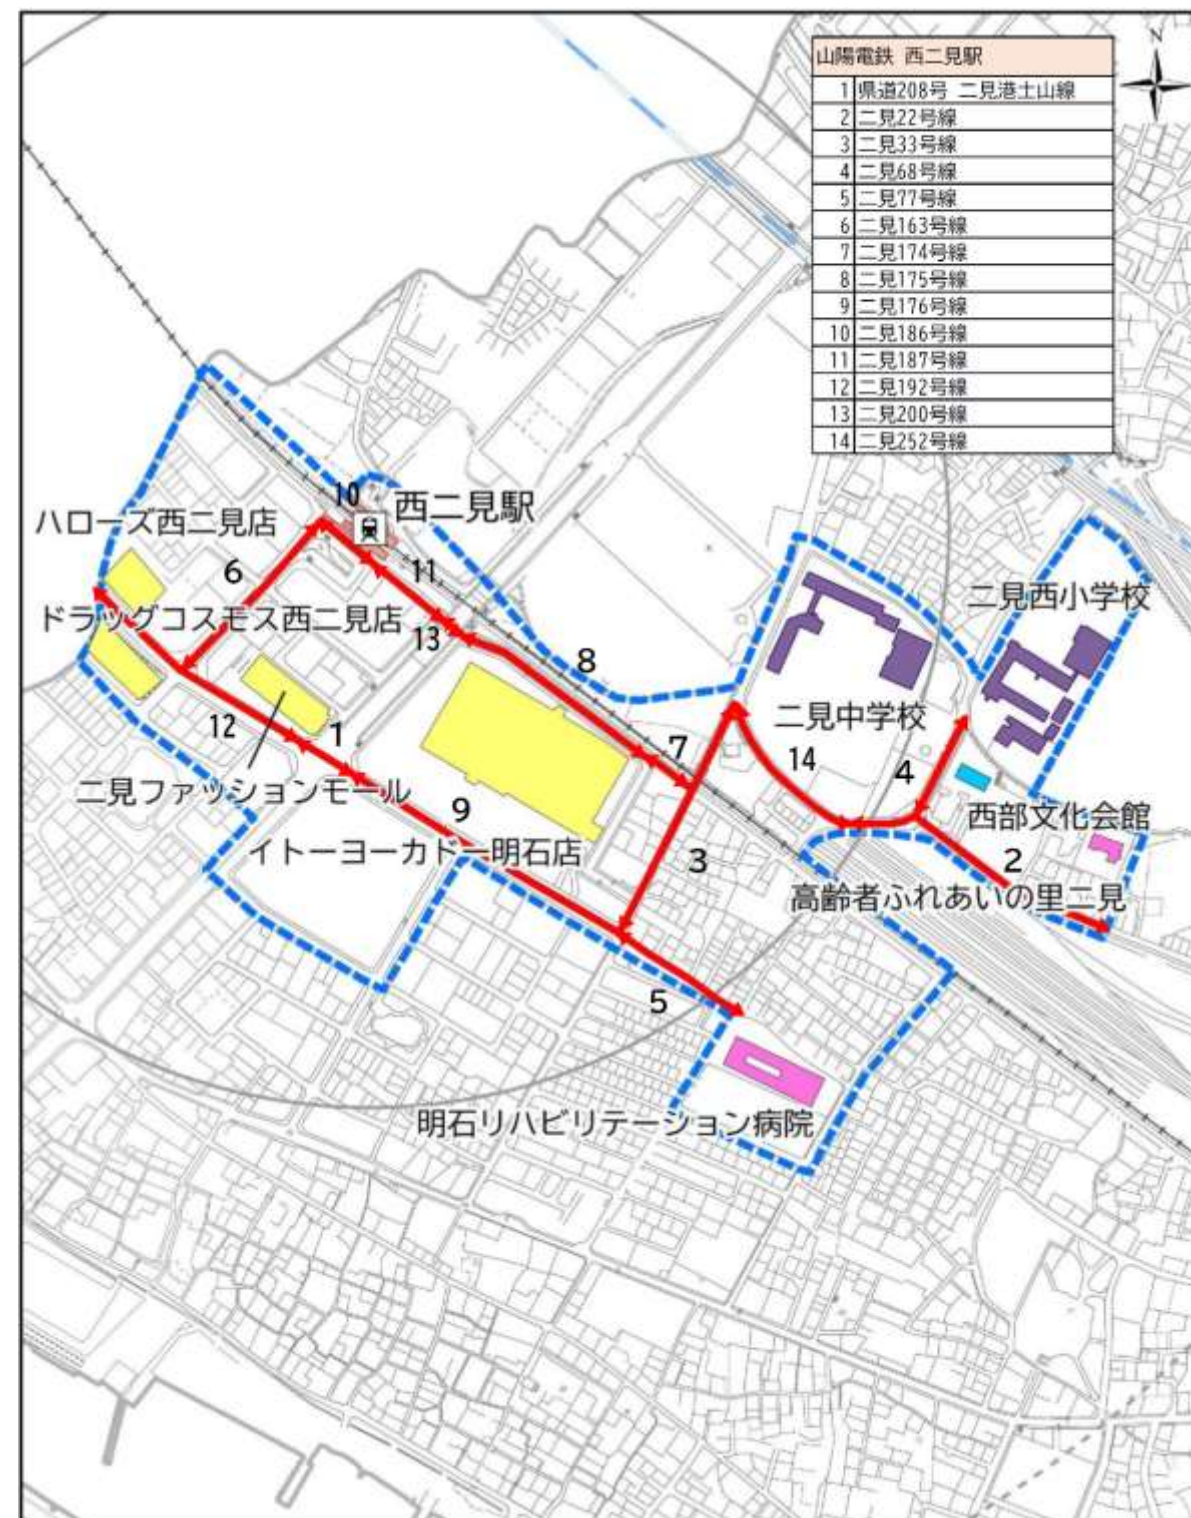 山陽電鉄 西二見駅
1 県道208号 二見港土山線
2 二見22号線
3 二見33号線
4 二見68号線
5 二見77号線
6 二見163号線
7 二見174号線
8 二見175号線
9 二見176号線
10 二見186号線
11 二見187号線
12 二見192号線
13 二見200号線
14 二見252号線
N
10
西二見駅
ハローズ西二見店
6
11
二見西小学校
ドラッグコスモス西二見店
13
8
12
1
二見中学校
7
14
4
二見ファッションモール
9
西部文化会館
イトーヨーカドー明石店
3
2
高齢者ふれあいの里二見
5
明石リハビリテーション病院